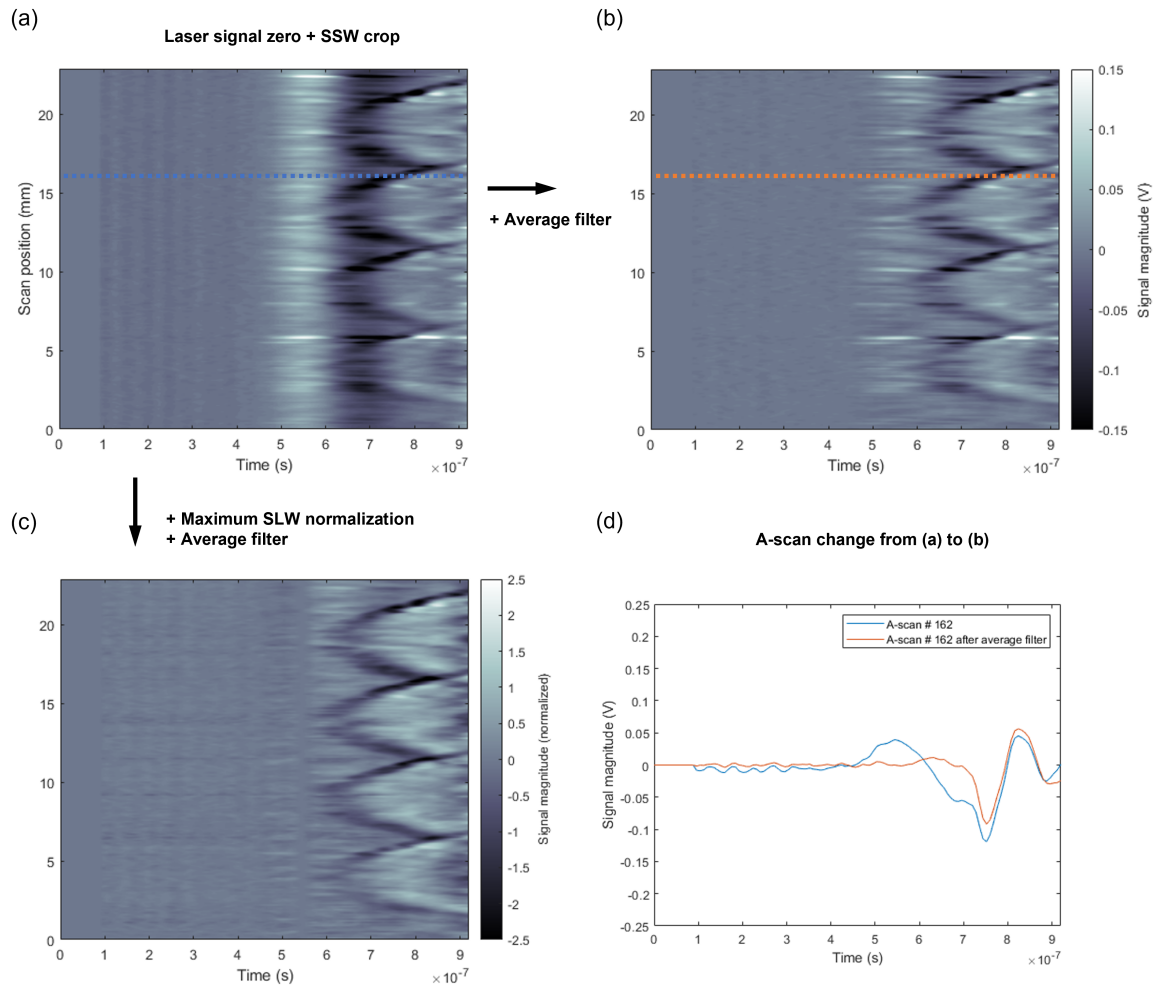 (a)
Laser signal zero + SSW crop
Scan position (mm)
20
15
10
5
0
0 1 2 3 4 5 6 7 8 9
Time (s)
×10⁻⁷
+ Average filter
(b)
20
15
10
5
0
0 1 2 3 4 5 6 7 8 9
Time (s)
×10⁻⁷
0.15
0.1
0.05
0
-0.05
-0.1
-0.15
Signal magnitude (V)
+ Maximum SLW normalization
+ Average filter
(c)
20
15
10
5
0
0 1 2 3 4 5 6 7 8 9
Time (s)
×10⁻⁷
2.5
2
1.5
1
0.5
0
-0.5
-1
-1.5
-2
-2.5
Signal magnitude (normalized)
(d)
A-scan change from (a) to (b)
Signal magnitude (V)
0.25
0.2
0.15
0.1
0.05
0
-0.05
-0.1
-0.15
-0.2
-0.25
A-scan # 162
A-scan # 162 after average filter
0 1 2 3 4 5 6 7 8 9
Time (s)
×10⁻⁷